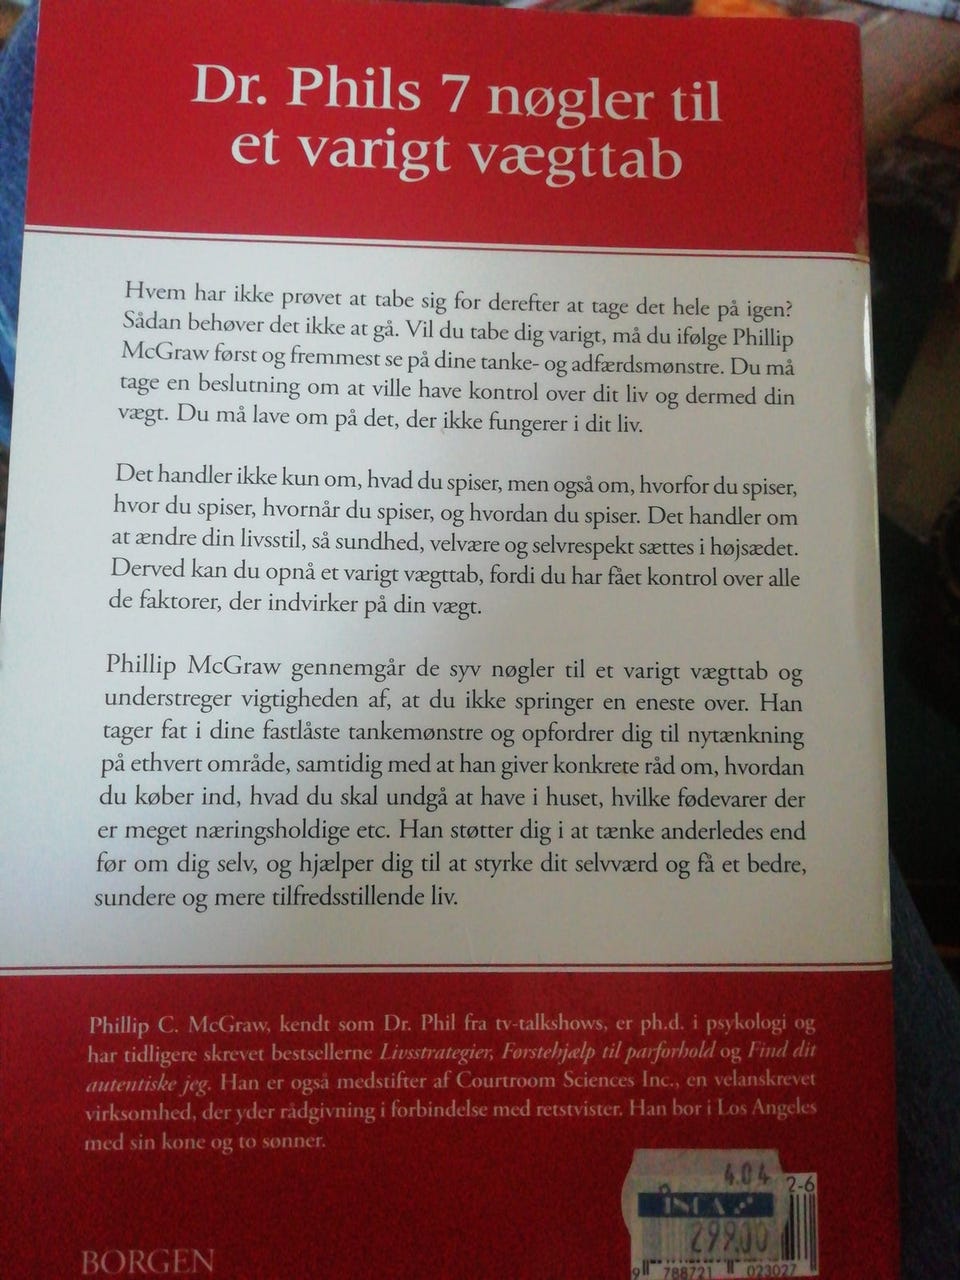 Dr. Phils 7 nøgler til
et varigt vægttab
Hvem har ikke prøvet at tabe sig for derefter at tage det hele på igen?
Sådan behøver det ikke at gå. Vil du tabe dig varigt, må du ifølge Phillip
McGraw først og fremmest se på dine tanke- og adfærdsmønstre. Du må
tage en beslutning om at ville have kontrol over dit liv og dermed din
vægt. Du må lave om på det, der ikke fungerer i dit liv.
Det handler ikke kun om, hvad du spiser, men også om, hvorfor du spiser,
hvor du spiser, hvornår du spiser, og hvordan du spiser. Det handler om
at ændre din livsstil, så sundhed, velvære og selvrespekt sættes i højsædet.
Derved kan du opnå et varigt vægttab, fordi du har fået kontrol over alle
de faktorer, der indvirker på din vægt.
Phillip McGraw gennemgår de syv nøgler til et varigt vægttab og
understreger vigtigheden af, at du ikke springer en eneste over. Han
tager fat i dine fastlåste tankemønstre og opfordrer dig til nytænkning
på ethvert område, samtidig med at han giver konkrete råd om, hvordan
du køber ind, hvad du skal undgå at have i huset, hvilke fødevarer der
er meget næringsholdige etc. Han støtter dig i at tænke anderledes end
før om dig selv, og hjælper dig til at styrke dit selvværd og få et bedre,
sundere og mere tilfredsstillende liv.
Phillip C. McGraw, kendt som Dr. Phil fra tv-talkshows, er ph.d. i psykologi og
har tidligere skrevet bestsellerne Livsstrategier, Førstehjælp til parforhold og Find dit
autentiske jeg. Han er også medstifter af Courtroom Sciences Inc., en velanskrevet
virksomhed, der yder rådgivning i forbindelse med retstvister. Han bor i Los Angeles
med sin kone og to sønner.
4.04
2-6
299.00
BORGEN
9 788721 023027